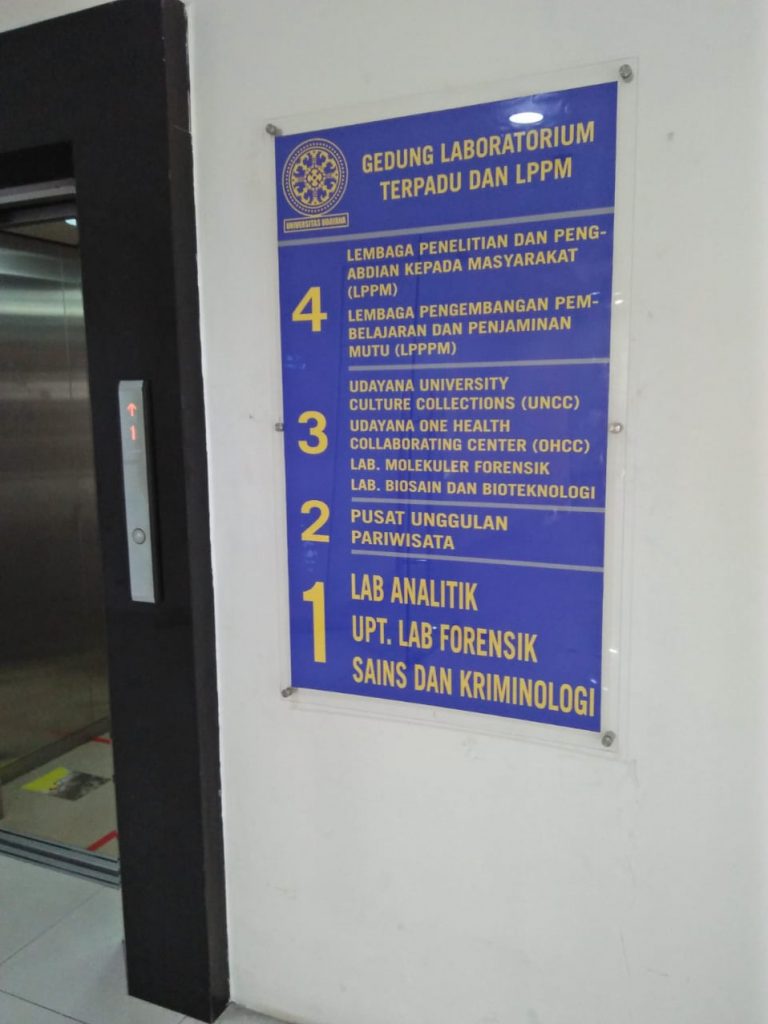 GEDUNG LABORATORIUM
TERPADU DAN LPPM
UNIVERSITAS UDAYANA
4
LEMBAGA PENELITIAN DAN PENG-
ABDIAN KEPADA MASYARAKAT
(LPPM)
LEMBAGA PENGEMBANGAN PEM-
BELAJARAN DAN PENJAMINAN
MUTU (LPPPM)
3
UDAYANA UNIVERSITY
CULTURE COLLECTIONS (UNCC)
UDAYANA ONE HEALTH
COLLABORATING CENTER (OHCC)
LAB. MOLEKULER FORENSIK
LAB. BIOSAIN DAN BIOTEKNOLOGI
2
PUSAT UNGGULAN
PARIWISATA
1
LAB ANALITIK
UPT. LAB FORENSIK
SAINS DAN KRIMINOLOGI
1